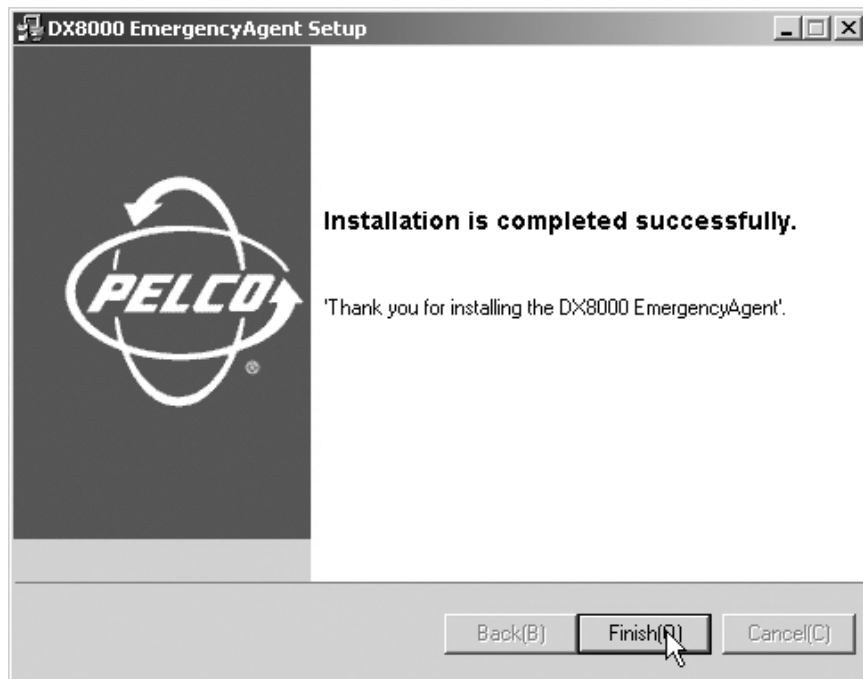 DX8000 EmergencyAgent Setup
PELCO
®
Installation is completed successfully.
'Thank you for installing the DX8000 EmergencyAgent'.
Back(B)
Cancel(C)